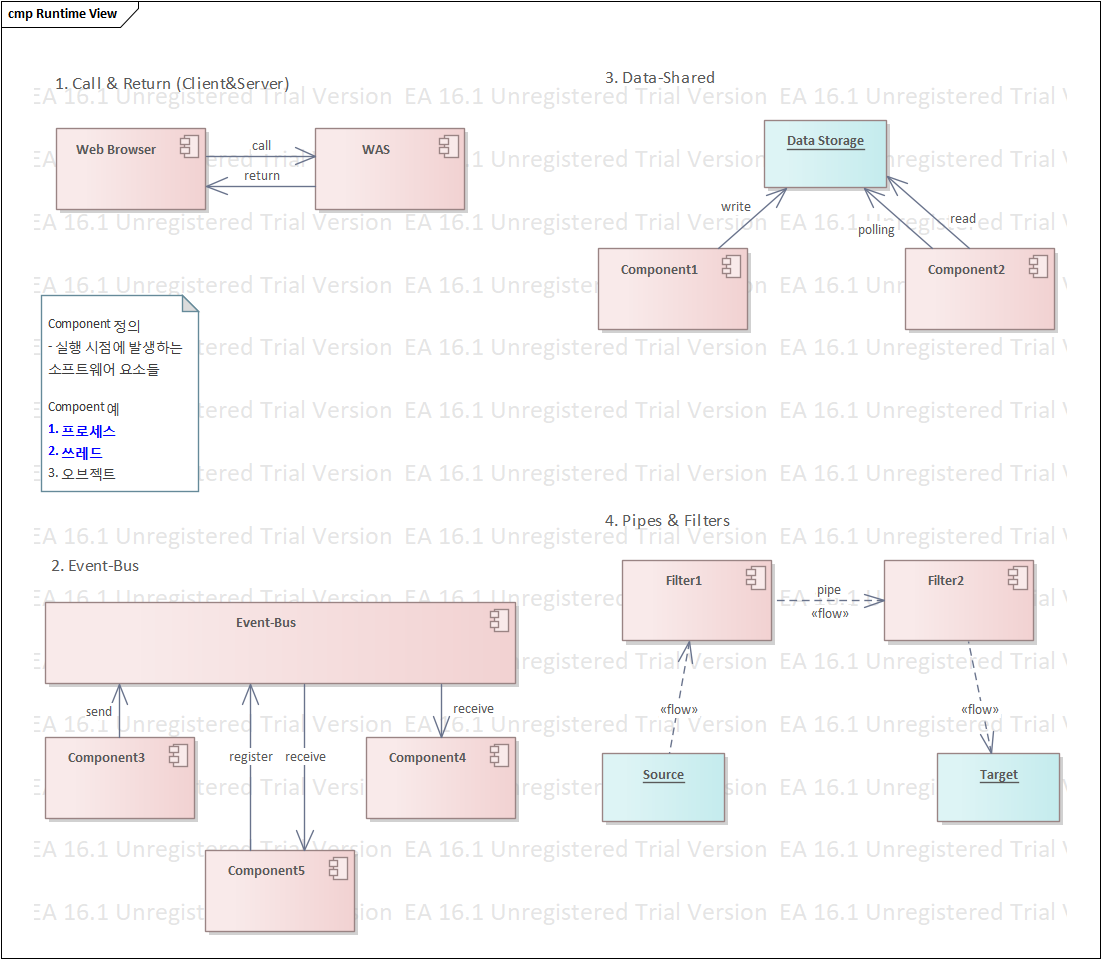 cmp Runtime View
1. Call & Return (Client&Server)
Web Browser
call
return
WAS
3. Data-Shared
Data Storage
write
polling
read
Component1
Component2
Component 정의
- 실행 시점에 발생하는
소프트웨어 요소들
Compoent 예
1. 프로세스
2. 쓰레드
3. 오브젝트
2. Event-Bus
Event-Bus
send
register
receive
receive
Component3
Component4
Component5
4. Pipes & Filters
Filter1
pipe
«flow»
Filter2
«flow»
«flow»
Source
Target
EA 16.1 Unregistered Trial Version EA 16.1 Unregistered Trial Version EA 16.1 Unregistered Trial V